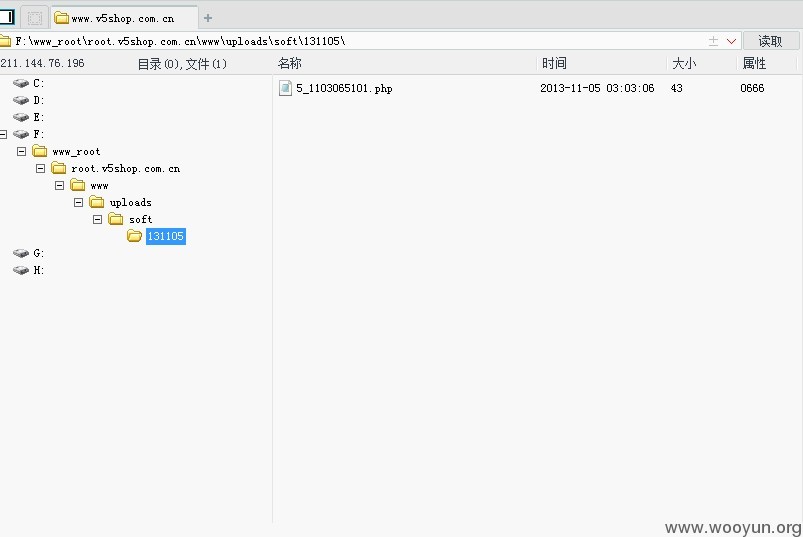 www.v5shop.com.cn
F:\www_root\root.v5shop.com.cn\www\uploads\soft\131105\ 读取
211.144.76.196 目录(0),文件(1) 名称 时间 大小 属性
C:
5_1103065101.php 2013-11-05 03:03:06 43 0666
D:
E:
F:
www_root
root.v5shop.com.cn
www
uploads
soft
131105
G:
H:
www.wooyun.org